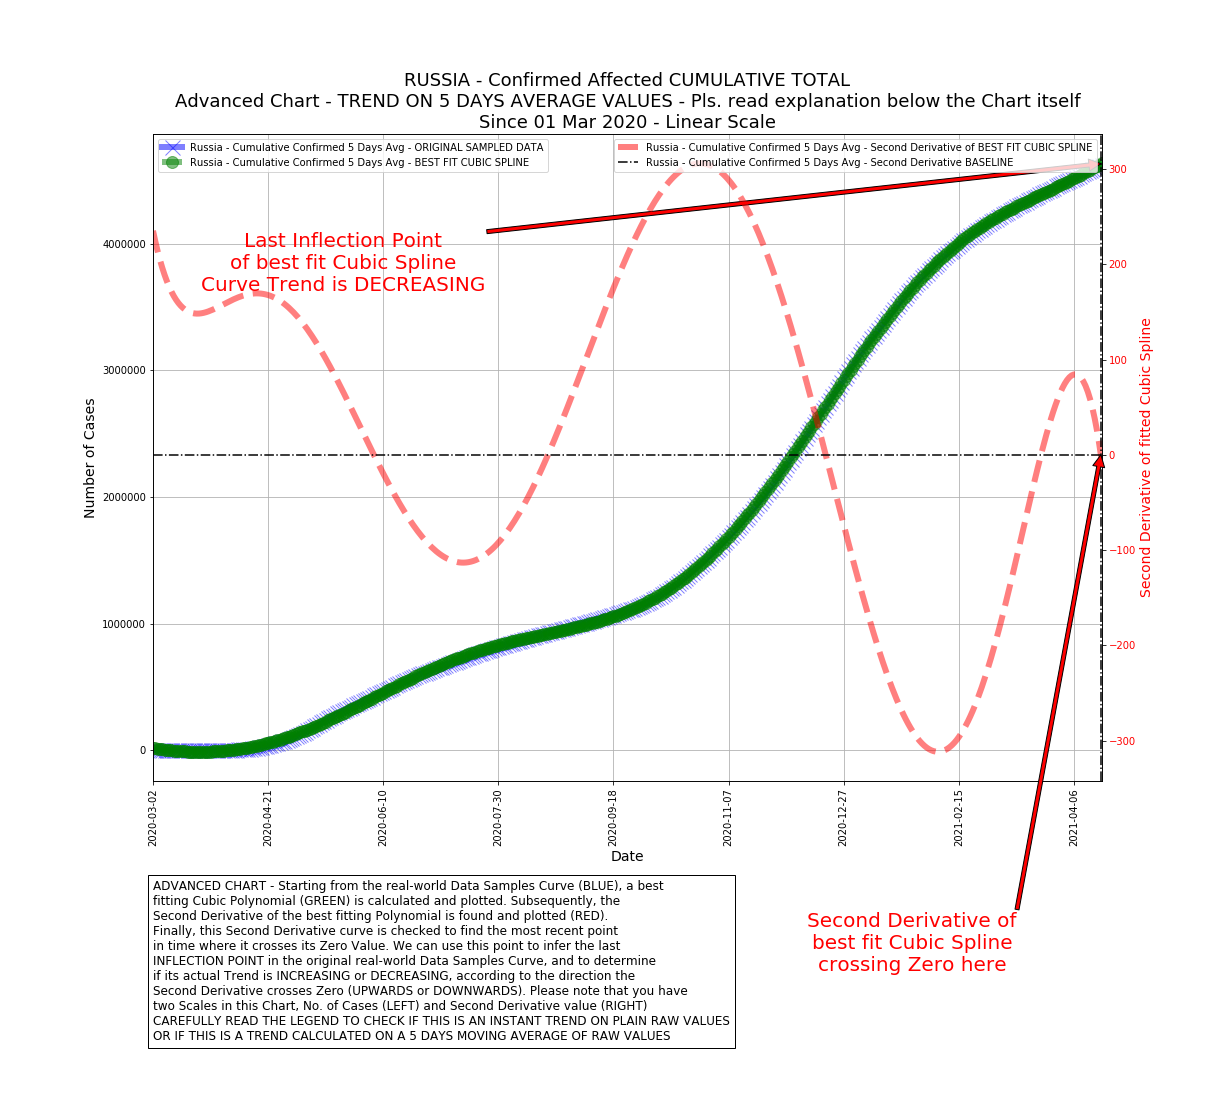 RUSSIA - Confirmed Affected CUMULATIVE TOTAL
Advanced Chart - TREND ON 5 DAYS AVERAGE VALUES - Pls. read explanation below the Chart itself
Since 01 Mar 2020 - Linear Scale
Russia - Cumulative Confirmed 5 Days Avg - ORIGINAL SAMPLED DATA
Russia - Cumulative Confirmed 5 Days Avg - BEST FIT CUBIC SPLINE
Russia - Cumulative Confirmed 5 Days Avg - Second Derivative of BEST FIT CUBIC SPLINE
Russia - Cumulative Confirmed 5 Days Avg - Second Derivative BASELINE
Last Inflection Point
of best fit Cubic Spline
Curve Trend is DECREASING
Number of Cases
4000000
3000000
2000000
1000000
0
300
200
100
0
−100
−200
−300
Second Derivative of fitted Cubic Spline
2020-03-02
2020-04-21
2020-06-10
2020-07-30
2020-09-18
2020-11-07
2020-12-27
2021-02-15
2021-04-06
Date
ADVANCED CHART - Starting from the real-world Data Samples Curve (BLUE), a best
fitting Cubic Polynomial (GREEN) is calculated and plotted. Subsequently, the
Second Derivative of the best fitting Polynomial is found and plotted (RED).
Finally, this Second Derivative curve is checked to find the most recent point
in time where it crosses its Zero Value. We can use this point to infer the last
INFLECTION POINT in the original real-world Data Samples Curve, and to determine
if its actual Trend is INCREASING or DECREASING, according to the direction the
Second Derivative crosses Zero (UPWARDS or DOWNWARDS). Please note that you have
two Scales in this Chart, No. of Cases (LEFT) and Second Derivative value (RIGHT)
CAREFULLY READ THE LEGEND TO CHECK IF THIS IS AN INSTANT TREND ON PLAIN RAW VALUES
OR IF THIS IS A TREND CALCULATED ON A 5 DAYS MOVING AVERAGE OF RAW VALUES
Second Derivative of
best fit Cubic Spline
crossing Zero here